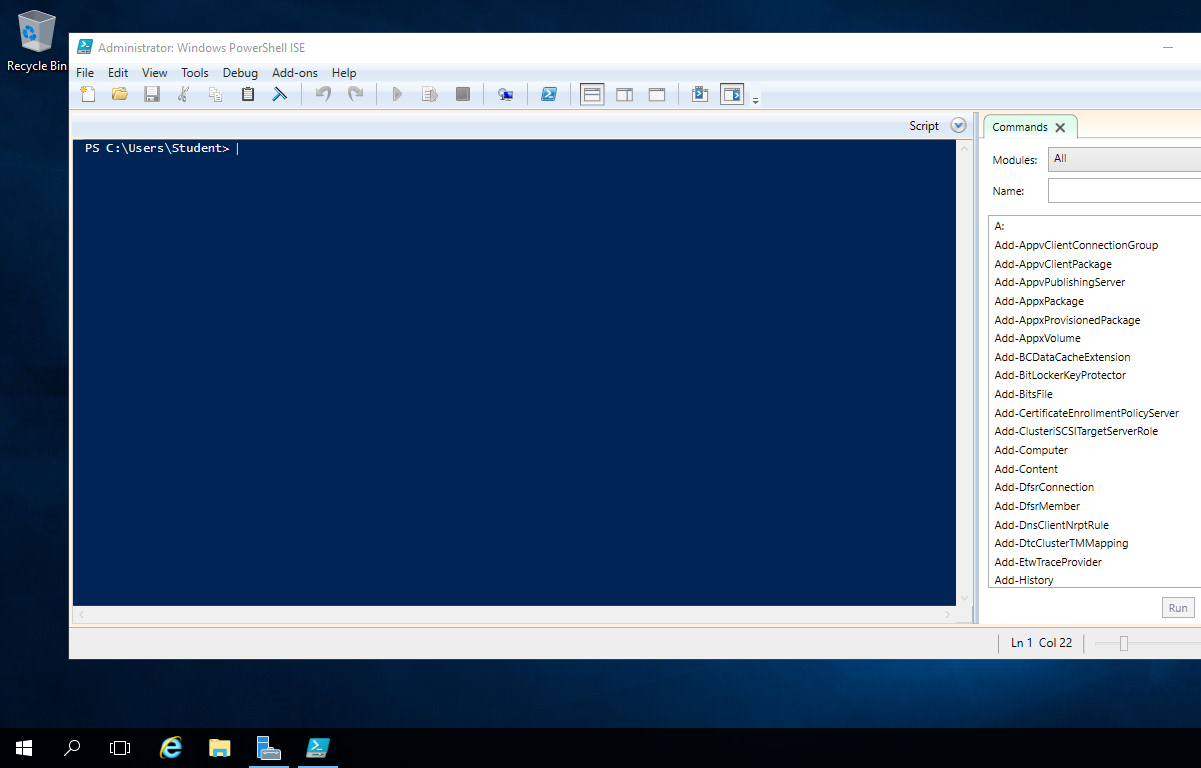 Recycle Bin
Administrator: Windows PowerShell ISE
File Edit View Tools Debug Add-ons Help
Script
PS C:\Users\Student>
Commands
Modules: All
Name:
A:
Add-AppvClientConnectionGroup
Add-AppvClientPackage
Add-AppvPublishingServer
Add-AppxPackage
Add-AppxProvisionedPackage
Add-AppxVolume
Add-BCDataCacheExtension
Add-BitLockerKeyProtector
Add-BitsFile
Add-CertificateEnrollmentPolicyServer
Add-ClusteriSCSITargetServerRole
Add-Computer
Add-Content
Add-DfsrConnection
Add-DfsrMember
Add-DnsClientNrptRule
Add-DtcClusterTMMapping
Add-EtwTraceProvider
Add-History
Run
Ln 1 Col 22